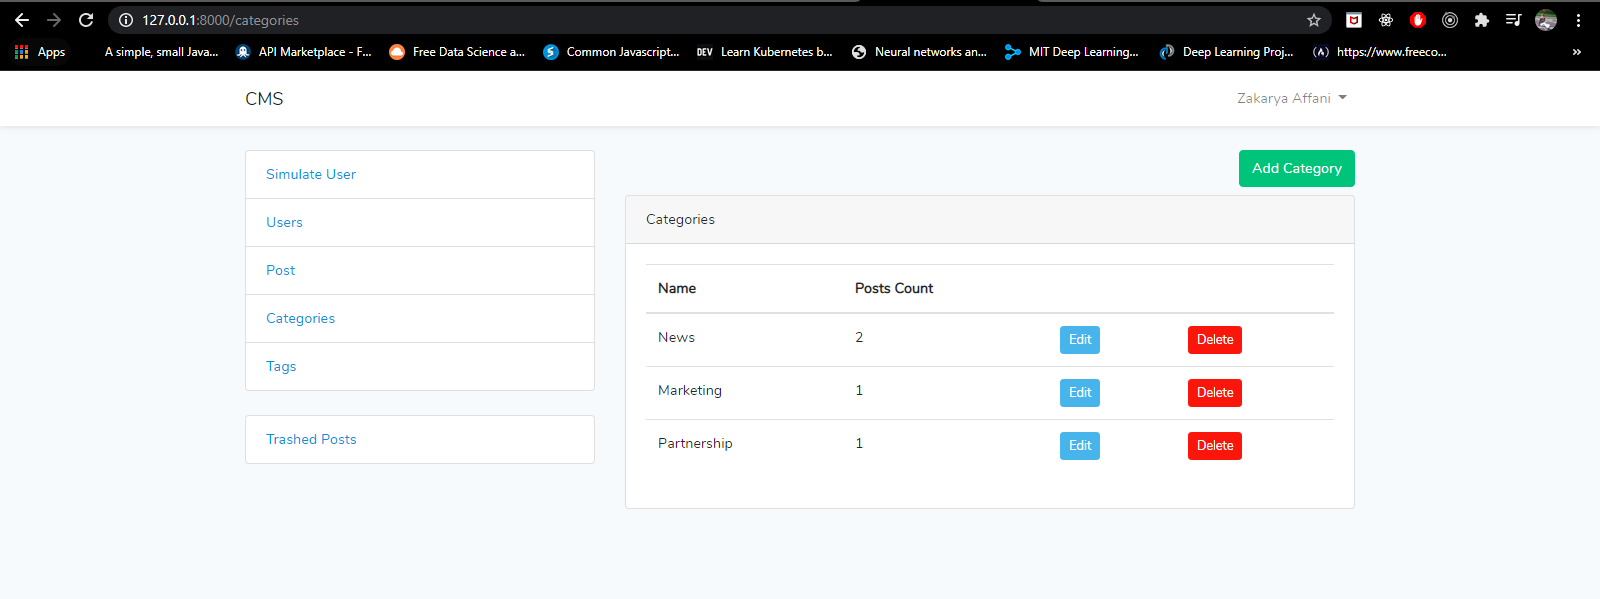 127.0.0.1:8000/categories
Apps A simple, small Java... API Marketplace - F... Free Data Science a... Common Javascript... DEV Learn Kubernetes b... Neural networks an... MIT Deep Learning... Deep Learning Proj... https://www.freeco... »
CMS Zakarya Affani
Simulate User
Users
Post
Categories
Tags
Trashed Posts
Add Category
Categories
Name Posts Count
News 2 Edit Delete
Marketing 1 Edit Delete
Partnership 1 Edit Delete